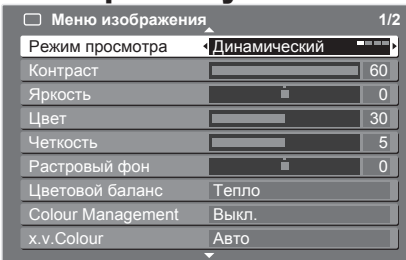 Меню изображения 1/2
Режим просмотра Динамический
Контраст 60
Яркость 0
Цвет 30
Четкость 5
Растровый фон 0
Цветовой баланс Тепло
Colour Management Выкл.
x.v.Colour Авто